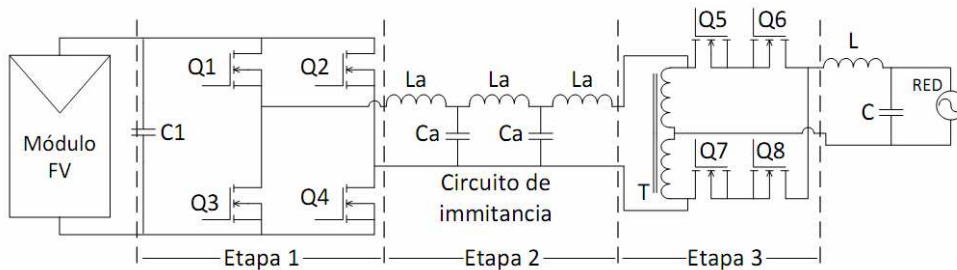 Q5 Q6
L
Q1 Q2
La La La
RED
C1
Ca Ca
C
Módulo
FV
Q7 Q8
Q3 Q4
Circuito de
immitancia
T
Etapa 1 Etapa 2 Etapa 3